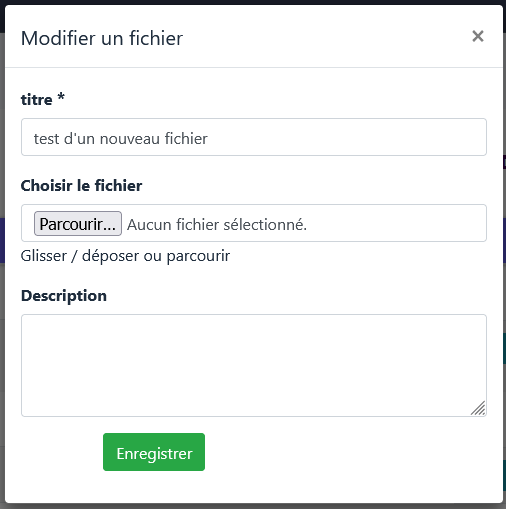 Modifier un fichier ×
titre *
test d'un nouveau fichier
Choisir le fichier
Parcourir... Aucun fichier sélectionné.
Glisser / déposer ou parcourir
Description
Enregistrer